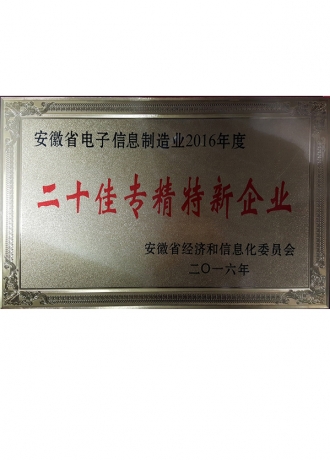 安徽省电子信息制造业2016年度
二十佳专精特新企业
安徽省经济和信息化委员会
二〇一六年